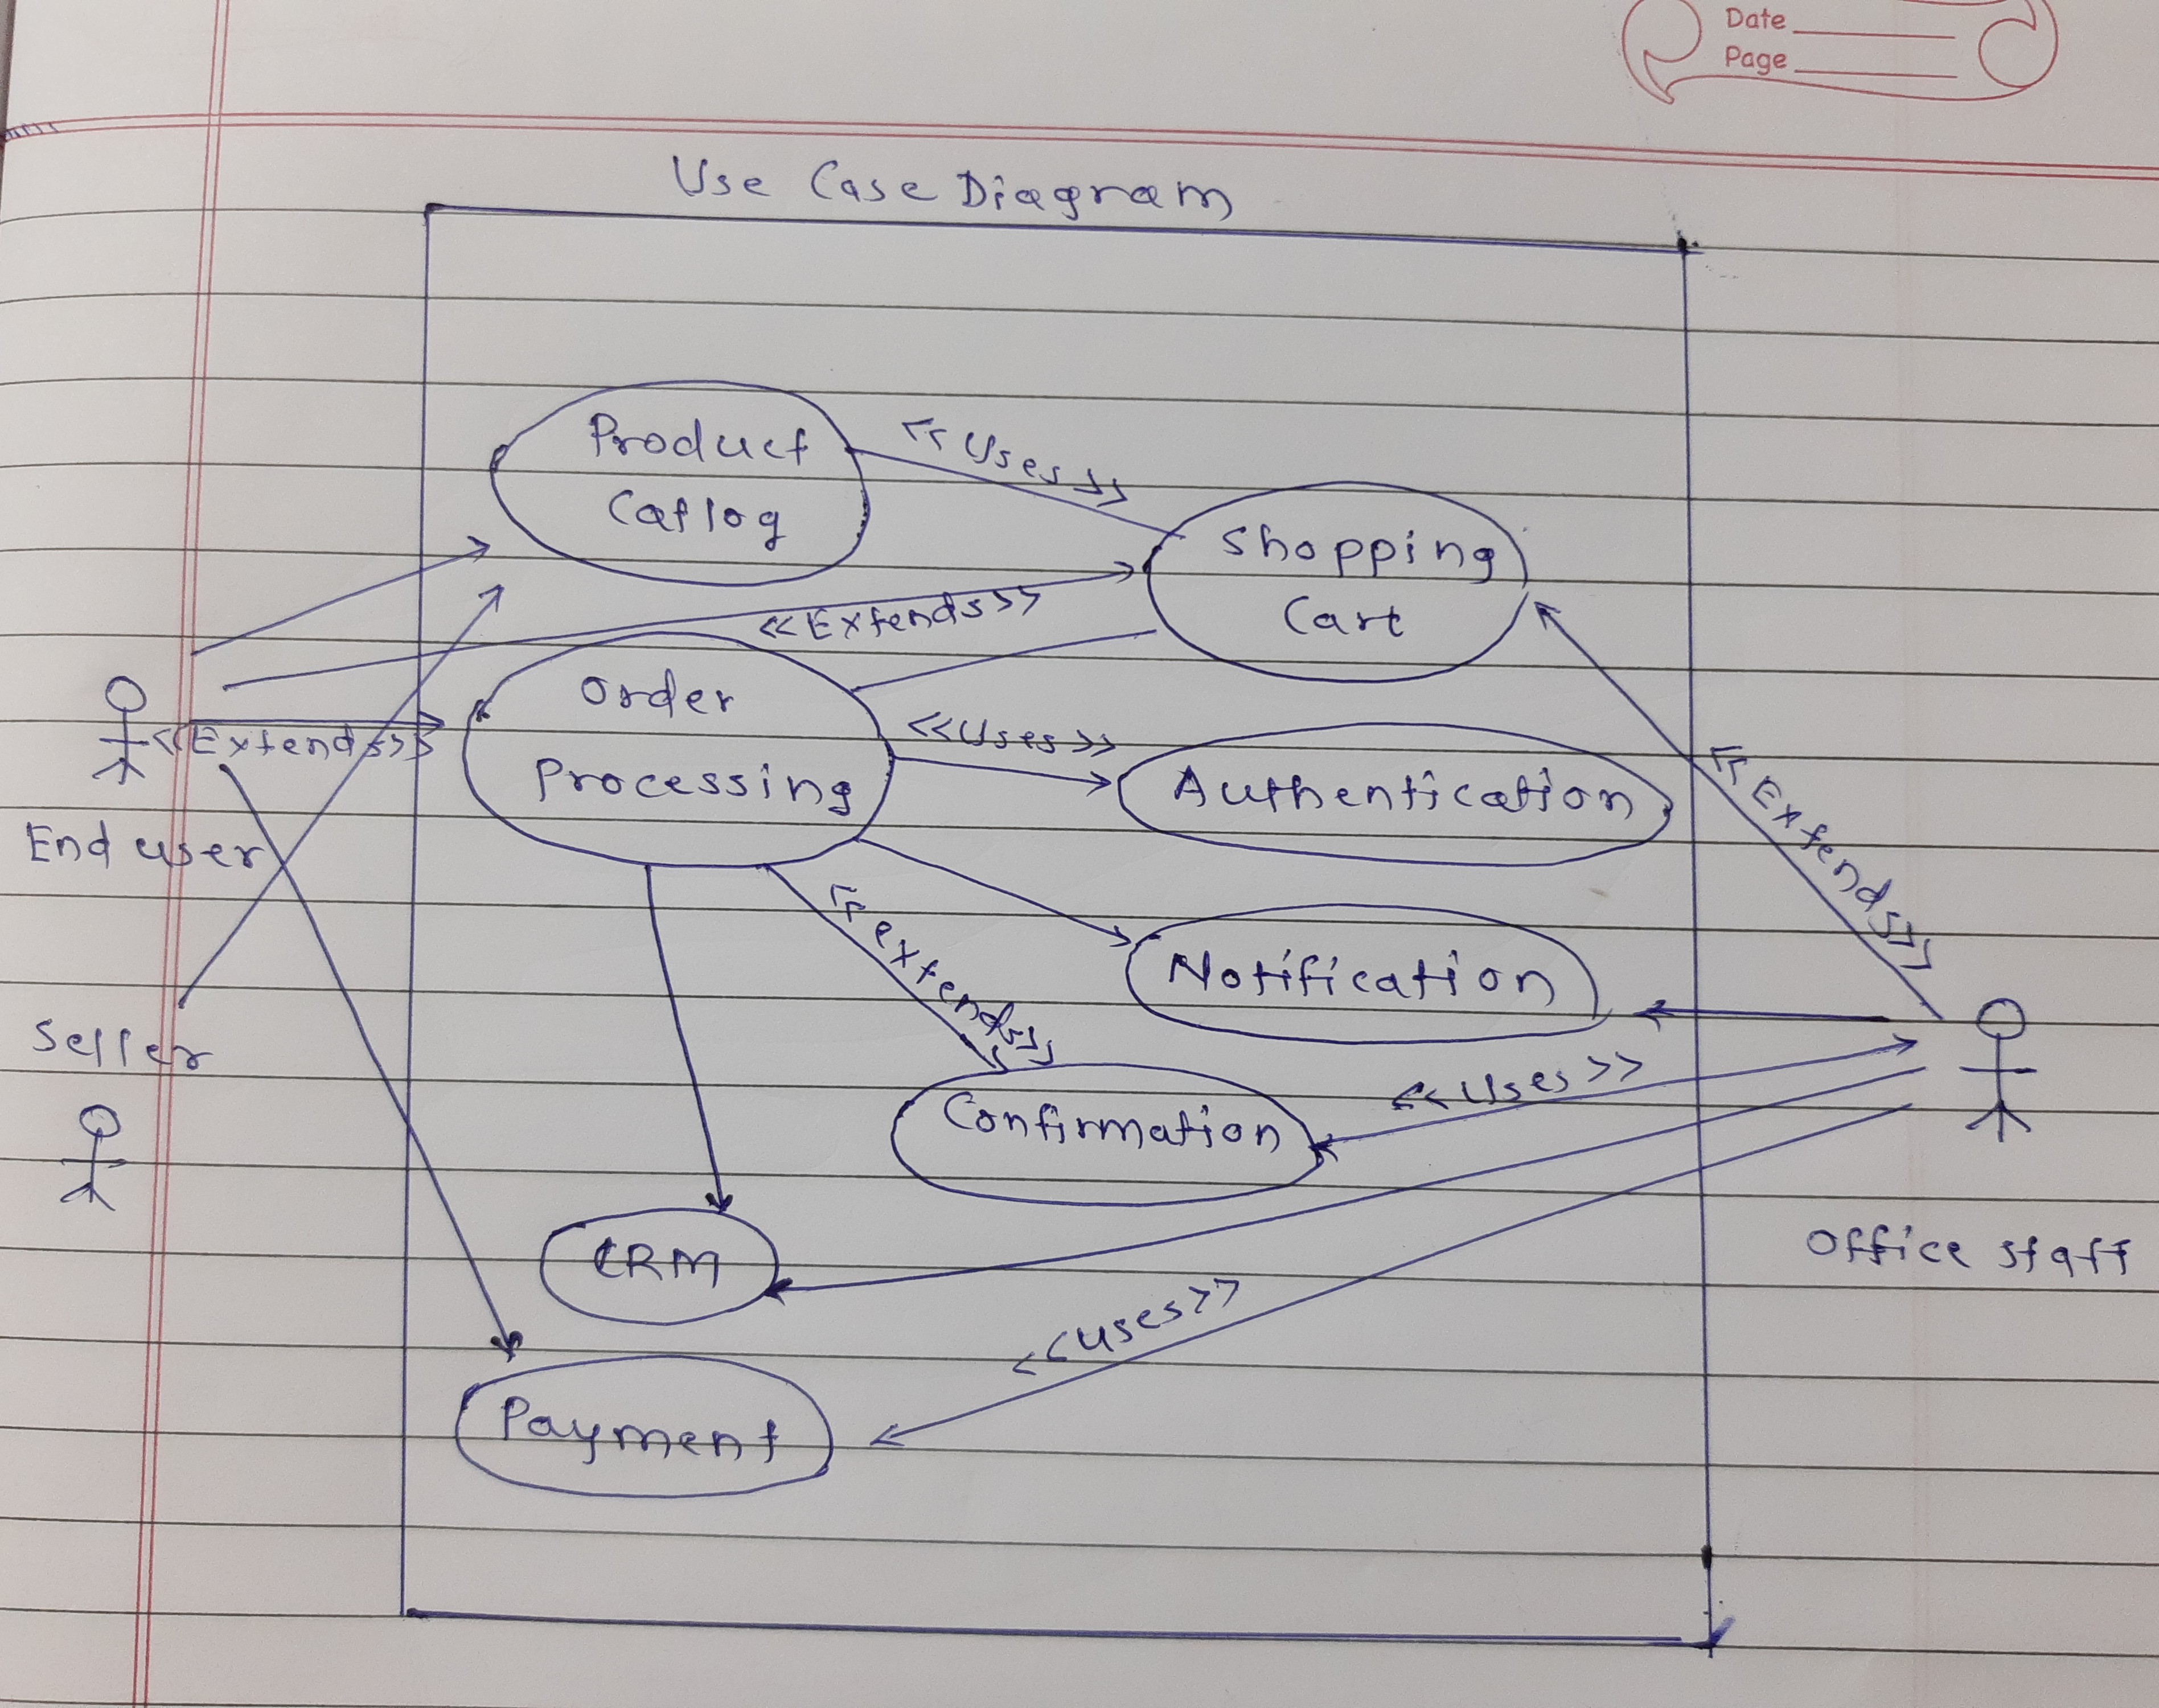 Date
Page
Use Case Diagram
Product
Catlog
<<Uses>>
Shopping
Cart
<<Extends>>
Order
Processing
<<Extends>>
<<Uses>>
Authentication
<<Extends>>
End user
<<extends>>
Notification
Seller
<<Uses>>
Confirmation
CRM
Office staff
<<uses>>
Payment